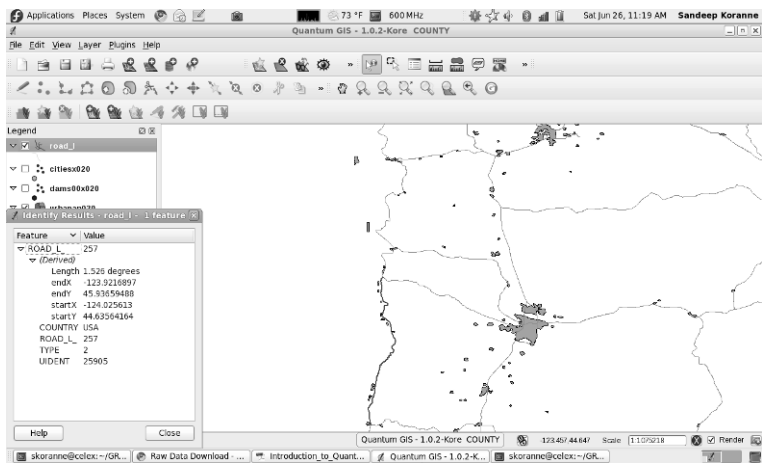 Applications Places System 73 °F 600 MHz Sat Jun 26, 11:19 AM Sandeep Koranne
Quantum GIS - 1.0.2-Kore COUNTY
File Edit View Layer Plugins Help
Legend
road_l
citiesx020
dams00x020
Identify Results - road_l - 1 feature
Feature Value
ROAD_L_ 257
(Derived)
Length 1.526 degrees
endX -123.9216897
endY 45.93659488
startX -124.025613
startY 44.63564164
COUNTRY USA
ROAD_L_ 257
TYPE 2
UIDENT 25905
Help Close
Quantum GIS - 1.0.2-Kore COUNTY -123.457,44.647 Scale 1:1075218 Render
skoranne@celex:~/GR... Raw Data Download - ... Introduction_to_Quant... Quantum GIS - 1.0.2-K... skoranne@celex:~/GR...